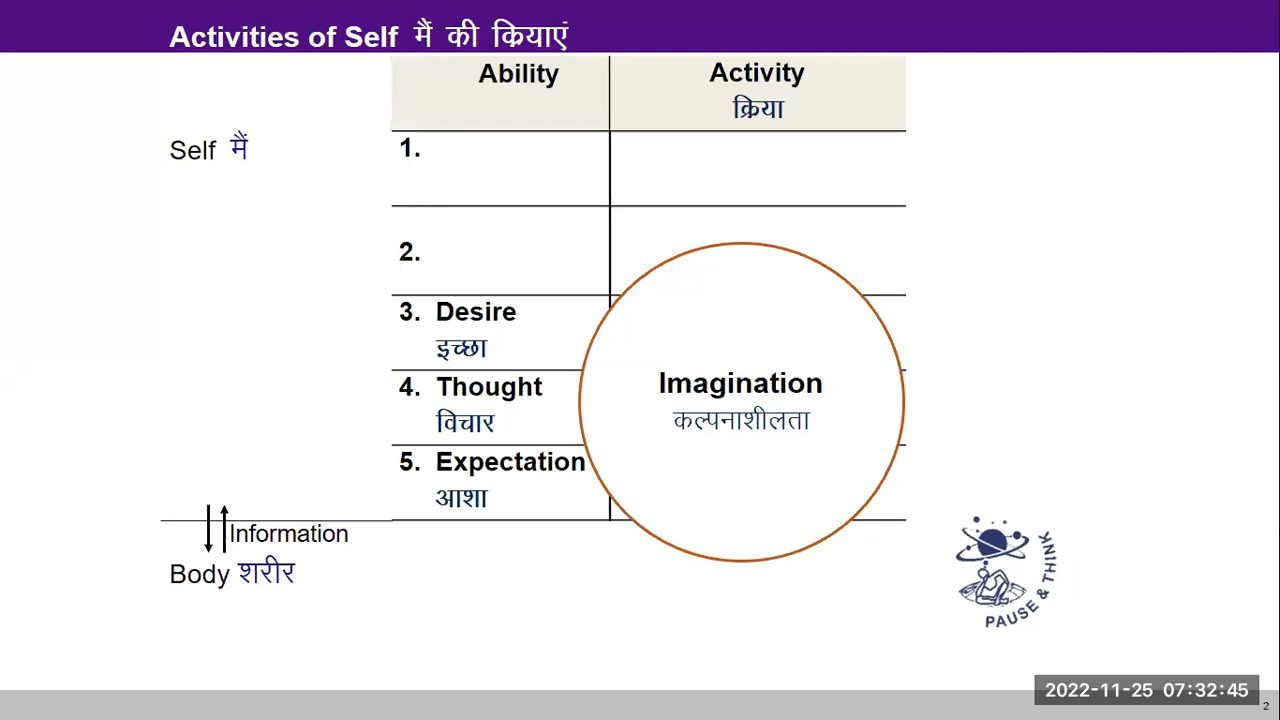 Activities of Self मैं की क्रियाएं
Ability
Activity
क्रिया
Self मैं
1.
2.
3. Desire
इच्छा
4. Thought
विचार
5. Expectation
आशा
Imagination
कल्पनाशीलता
Information
Body शरीर
PAUSE & THINK
2022-11-25 07:32:45
2